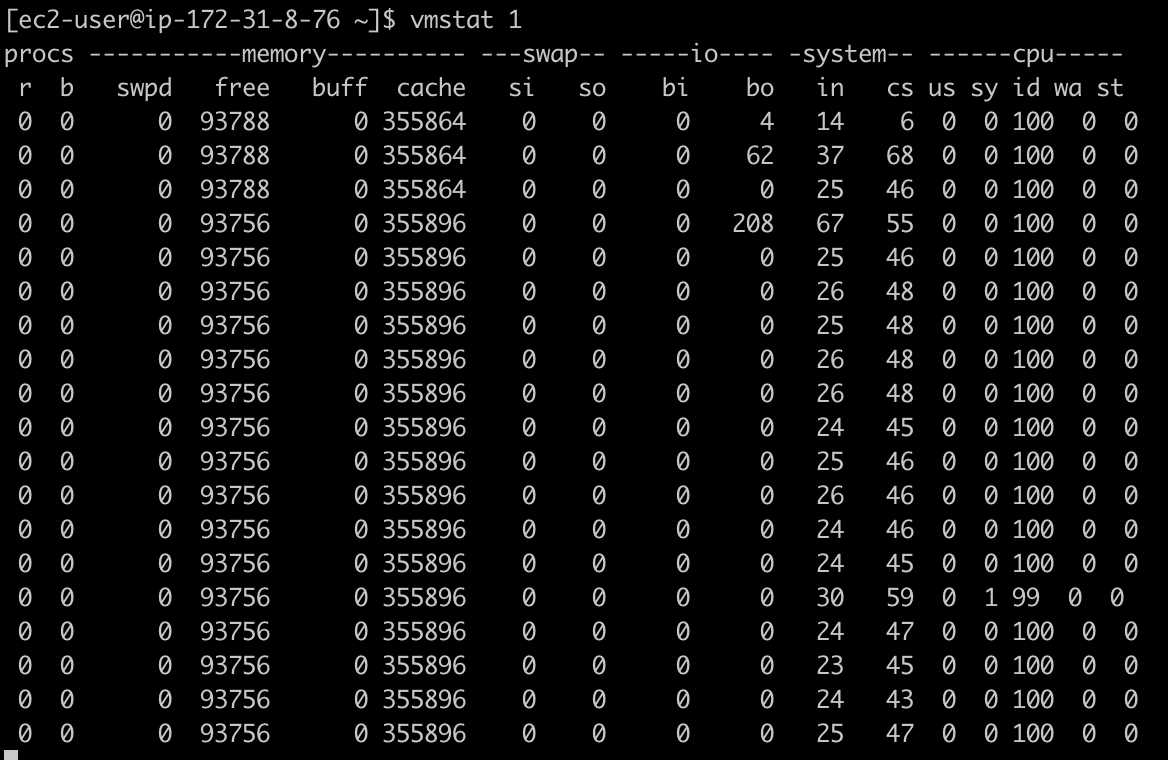 [ec2-user@ip-172-31-8-76 ~]$ vmstat 1
procs -----------memory---------- ---swap-- -----io---- -system-- ------cpu-----
 r  b   swpd   free   buff  cache   si   so    bi    bo   in   cs us sy id wa st
 0  0      0  93788      0 355864    0    0     0     4   14    6  0  0 100  0  0
 0  0      0  93788      0 355864    0    0     0    62   37   68  0  0 100  0  0
 0  0      0  93788      0 355864    0    0     0     0   25   46  0  0 100  0  0
 0  0      0  93756      0 355896    0    0     0   208   67   55  0  0 100  0  0
 0  0      0  93756      0 355896    0    0     0     0   25   46  0  0 100  0  0
 0  0      0  93756      0 355896    0    0     0     0   26   48  0  0 100  0  0
 0  0      0  93756      0 355896    0    0     0     0   25   48  0  0 100  0  0
 0  0      0  93756      0 355896    0    0     0     0   26   48  0  0 100  0  0
 0  0      0  93756      0 355896    0    0     0     0   26   48  0  0 100  0  0
 0  0      0  93756      0 355896    0    0     0     0   24   45  0  0 100  0  0
 0  0      0  93756      0 355896    0    0     0     0   25   46  0  0 100  0  0
 0  0      0  93756      0 355896    0    0     0     0   26   46  0  0 100  0  0
 0  0      0  93756      0 355896    0    0     0     0   24   46  0  0 100  0  0
 0  0      0  93756      0 355896    0    0     0     0   24   45  0  0 100  0  0
 0  0      0  93756      0 355896    0    0     0     0   30   59  0  1 99  0  0
 0  0      0  93756      0 355896    0    0     0     0   24   47  0  0 100  0  0
 0  0      0  93756      0 355896    0    0     0     0   23   45  0  0 100  0  0
 0  0      0  93756      0 355896    0    0     0     0   24   43  0  0 100  0  0
 0  0      0  93756      0 355896    0    0     0     0   25   47  0  0 100  0  0